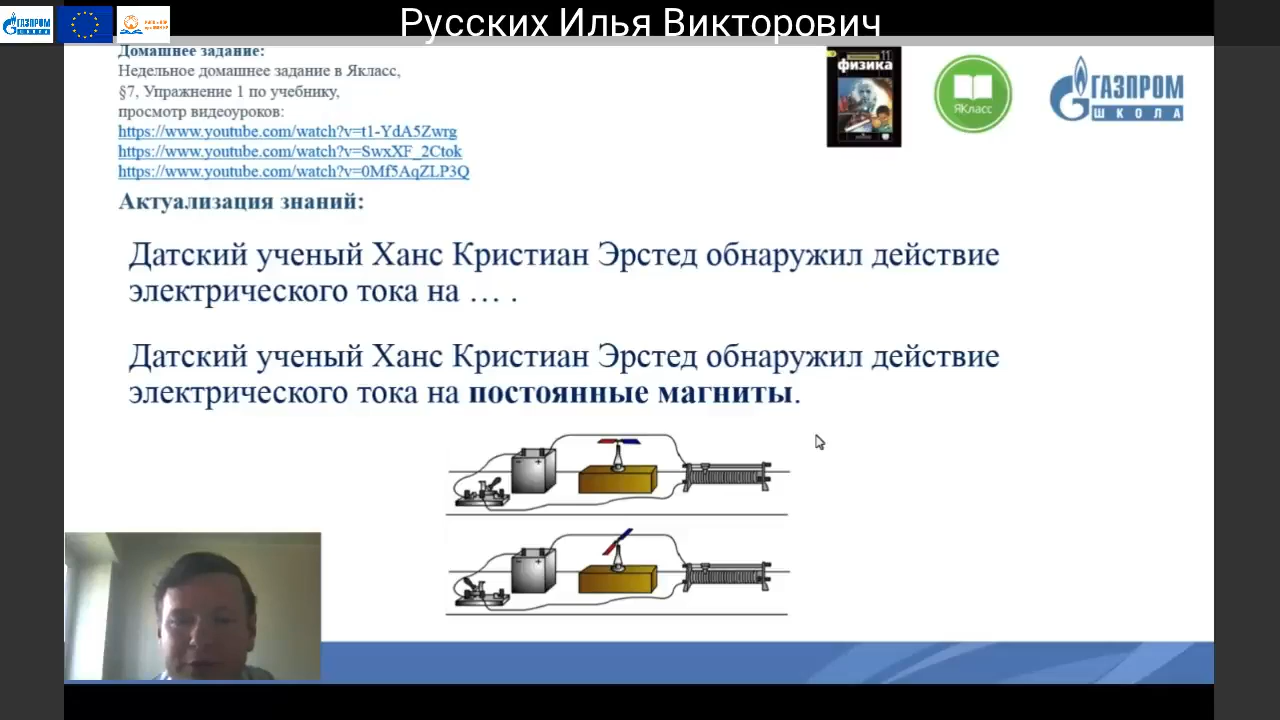 Русских Илья Викторович
ГАЗПРОМ
ШКОЛА
Домашнее задание:
Недельное домашнее задание в Якласс,
§7, Упражнение 1 по учебнику,
просмотр видеоуроков:
https://www.youtube.com/watch?v=t1-YdA5Zwrg
https://www.youtube.com/watch?v=SwxXF_2Ctok
https://www.youtube.com/watch?v=0Mf5AqZLP3Q
11
физика
ЯКласс
ГАЗПРОМ
ШКОЛА
Актуализация знаний:
Датский ученый Ханс Кристиан Эрстед обнаружил действие
электрического тока на … .
Датский ученый Ханс Кристиан Эрстед обнаружил действие
электрического тока на постоянные магниты.